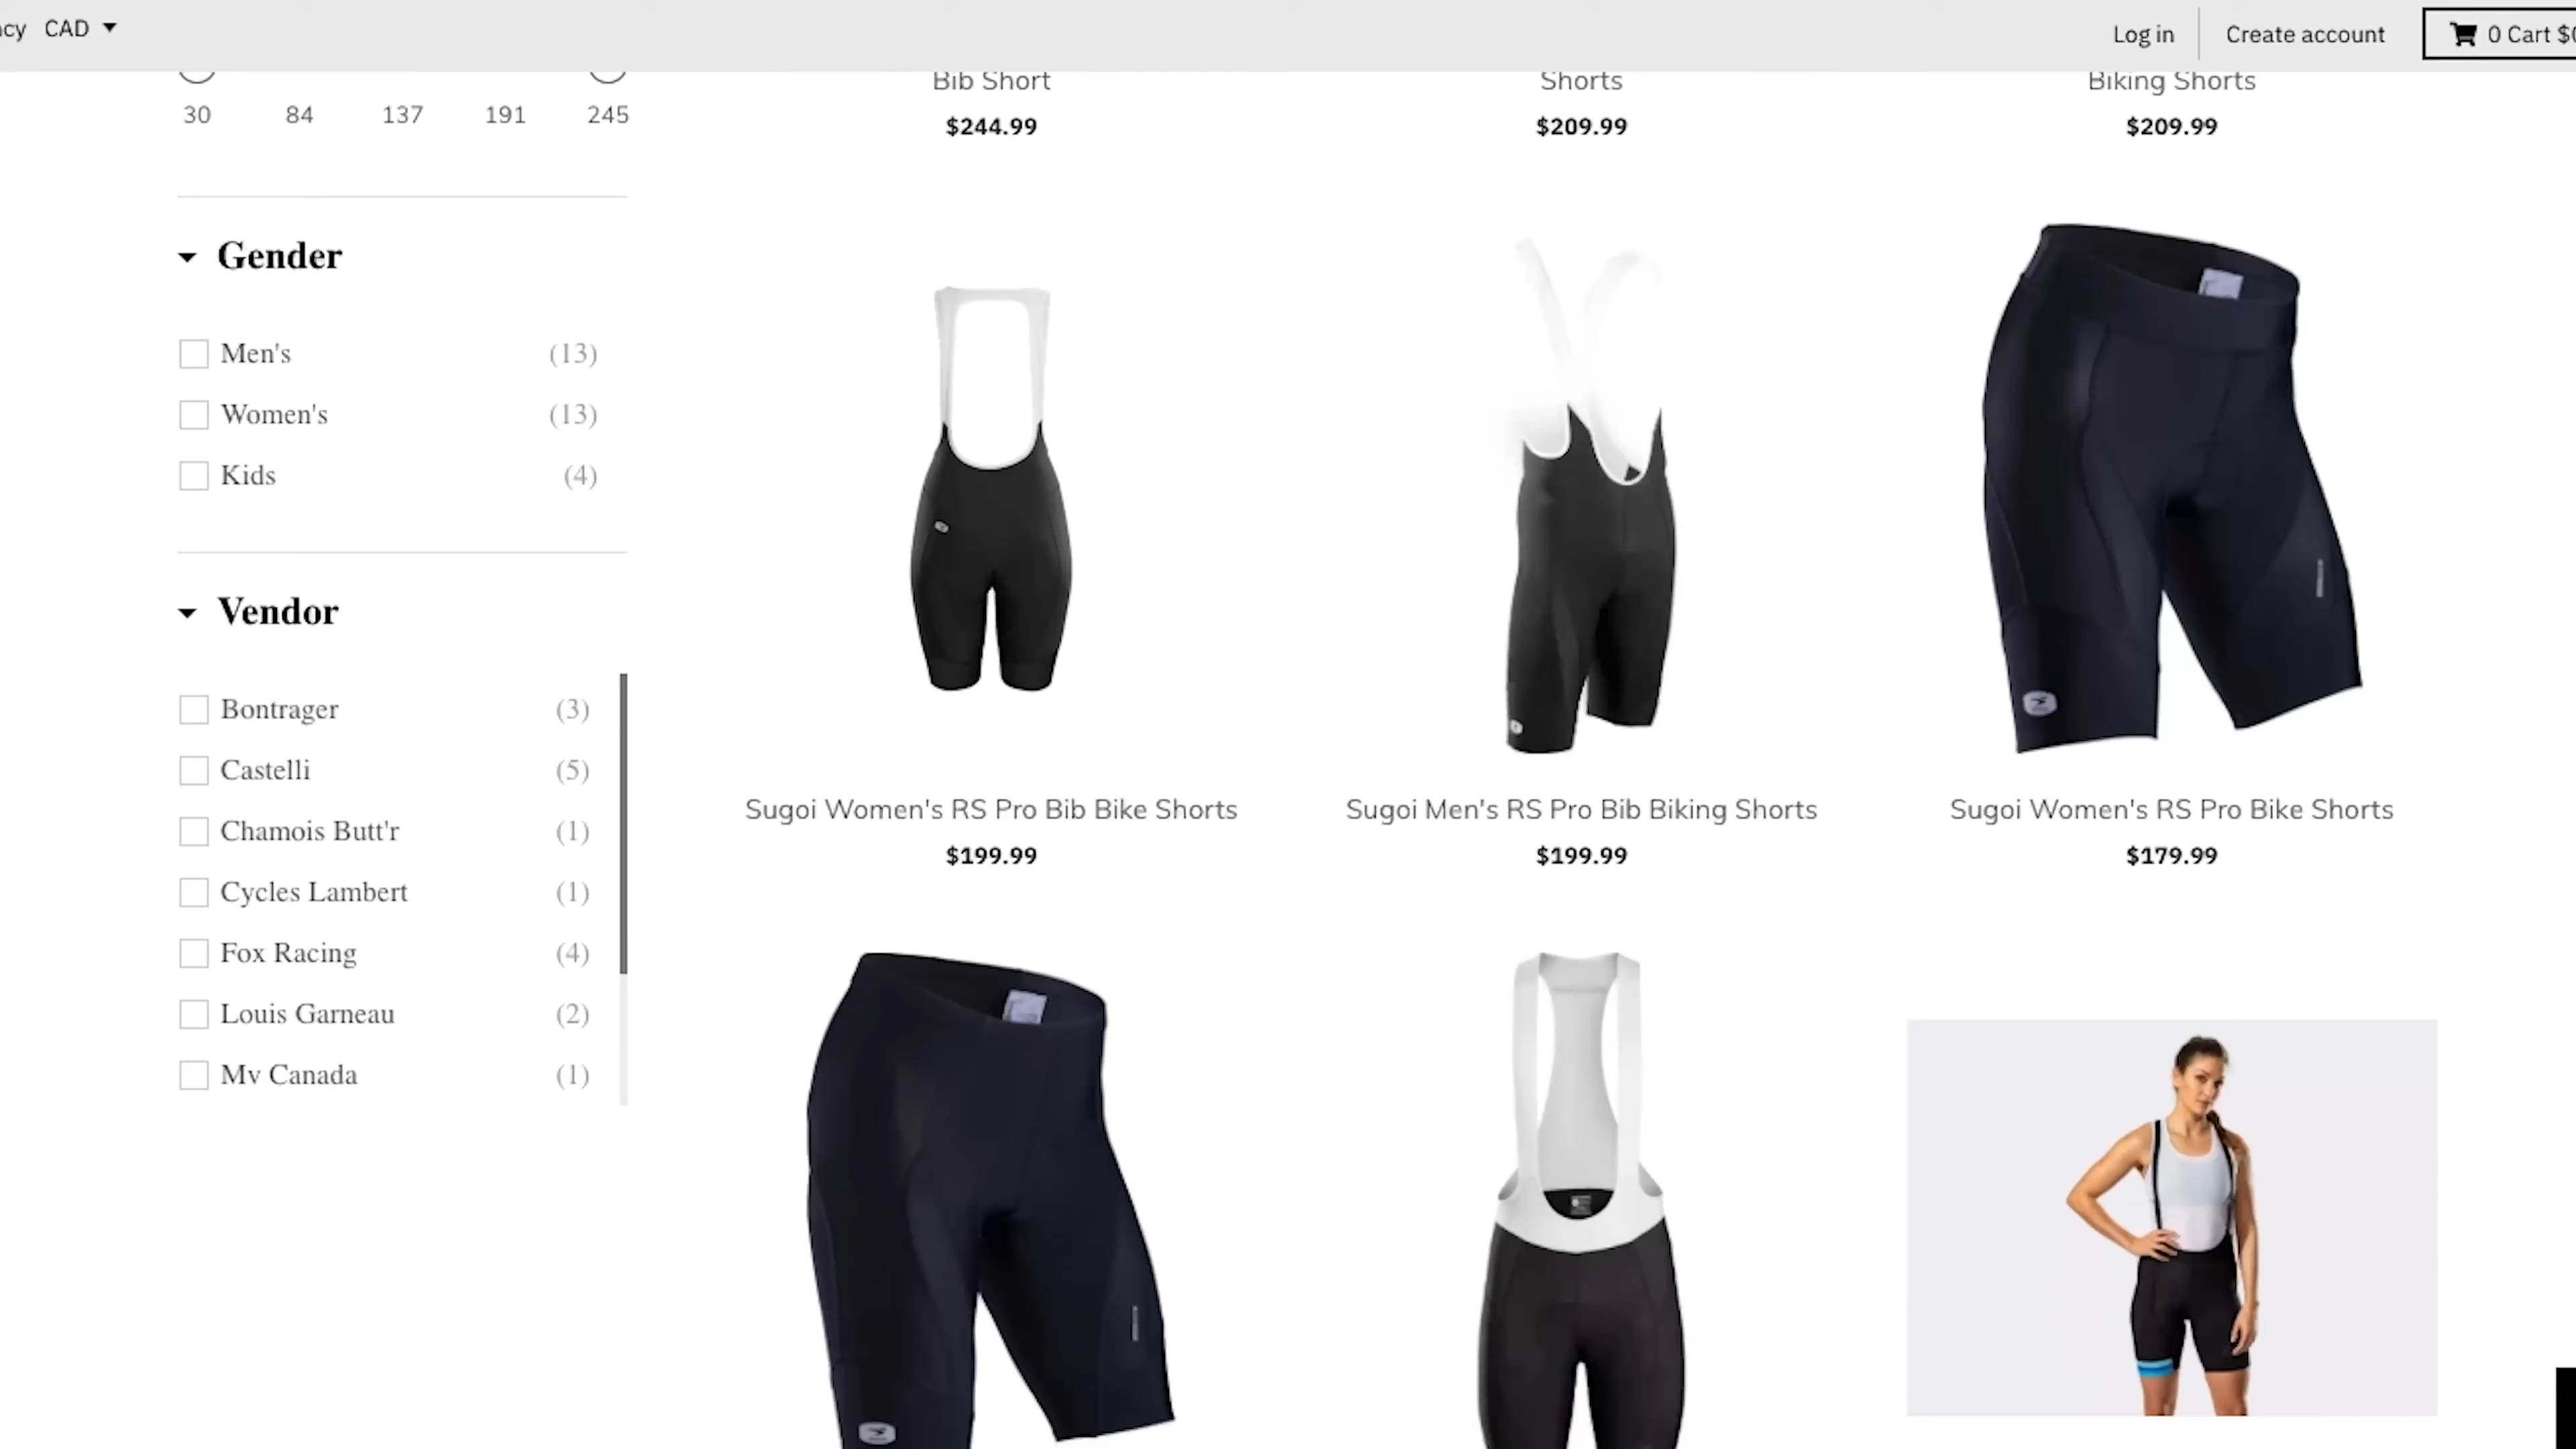 CAD
Log in
Create account
0 Cart
30 84 137 191 245
Bib Short
$244.99
Shorts
$209.99
Biking Shorts
$209.99
Gender
Men's (13)
Women's (13)
Kids (4)
Vendor
Bontrager (3)
Castelli (5)
Chamois Butt'r (1)
Cycles Lambert (1)
Fox Racing (4)
Louis Garneau (2)
Mv Canada (1)
Sugoi Women's RS Pro Bib Bike Shorts
$199.99
Sugoi Men's RS Pro Bib Biking Shorts
$199.99
Sugoi Women's RS Pro Bike Shorts
$179.99